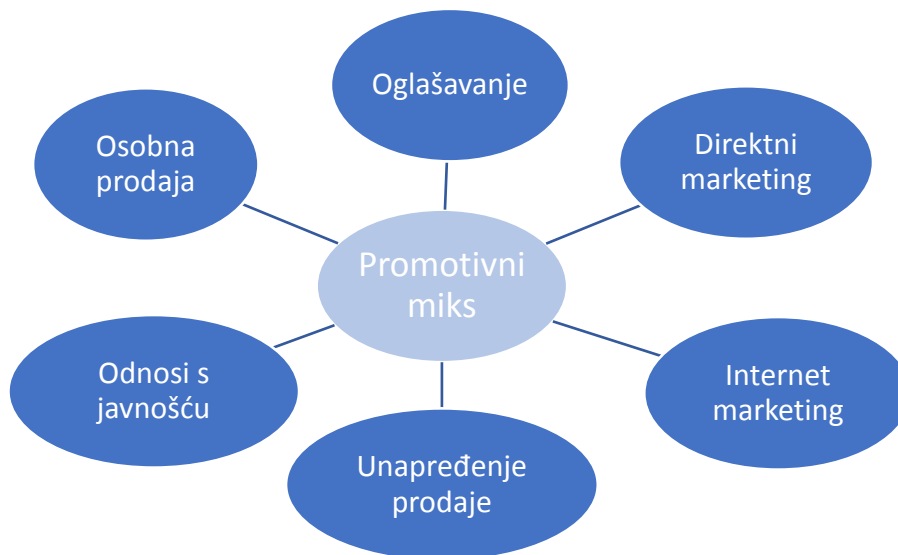 Oglašavanje
Osobna
prodaja
Direktni
marketing
Promotivni
miks
Odnosi s
javnošću
Internet
marketing
Unapređenje
prodaje